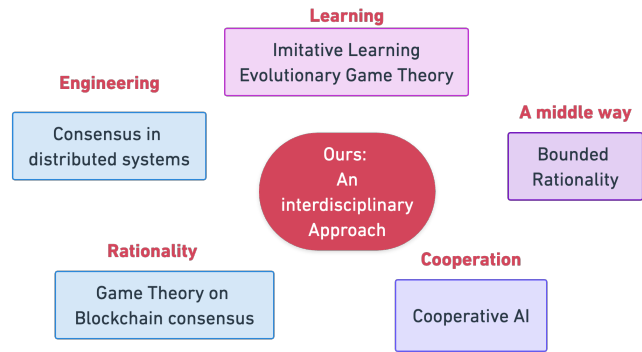 Learning
Imitative Learning
Evolutionary Game Theory
Engineering
Consensus in
distributed systems
A middle way
Bounded
Rationality
Ours:
An
interdisciplinary
Approach
Rationality
Game Theory on
Blockchain consensus
Cooperation
Cooperative AI